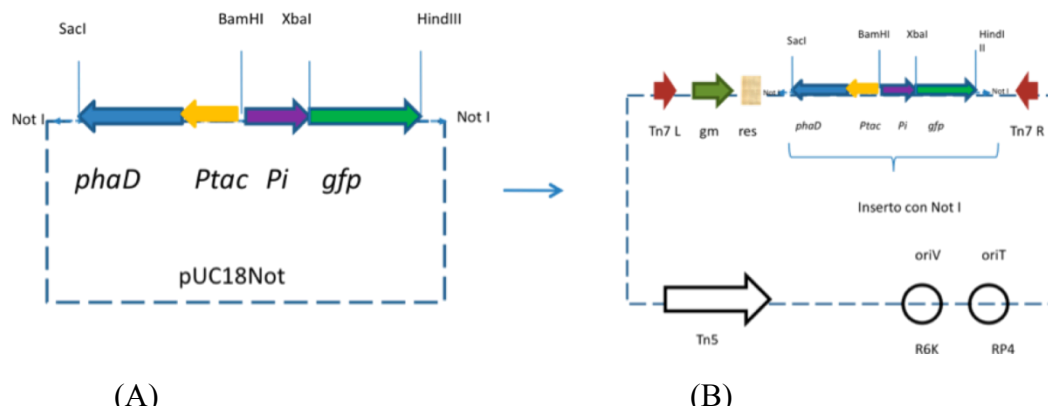 SacI
BamHI
XbaI
HindIII
Not I
Not I
phaD
Ptac
Pi
gfp
pUC18Not
(A)
SacI
BamHI
XbaI
HindI
II
Not I
Not I
Tn7 L
gm
res
phaD
Ptac
Pi
gfp
Tn7 R
Inserto con Not I
oriV
oriT
Tn5
R6K
RP4
(B)